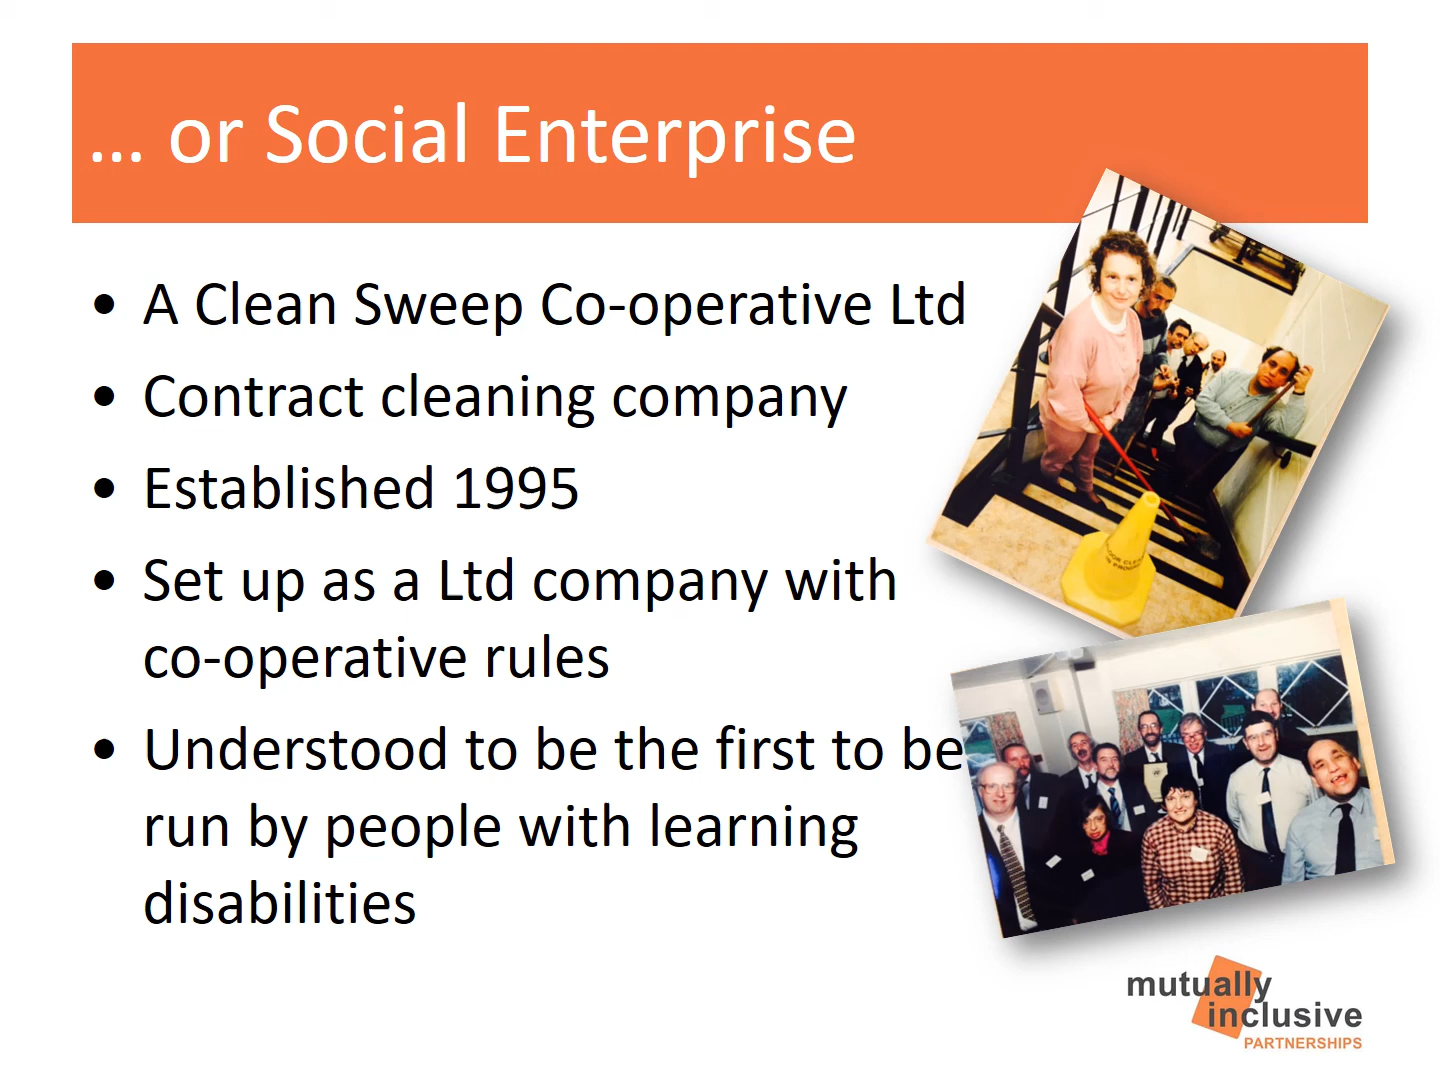 ... or Social Enterprise
• A Clean Sweep Co-operative Ltd
• Contract cleaning company
• Established 1995
• Set up as a Ltd company with
co-operative rules
• Understood to be the first to be
run by people with learning
disabilities
mutually
inclusive
PARTNERSHIPS